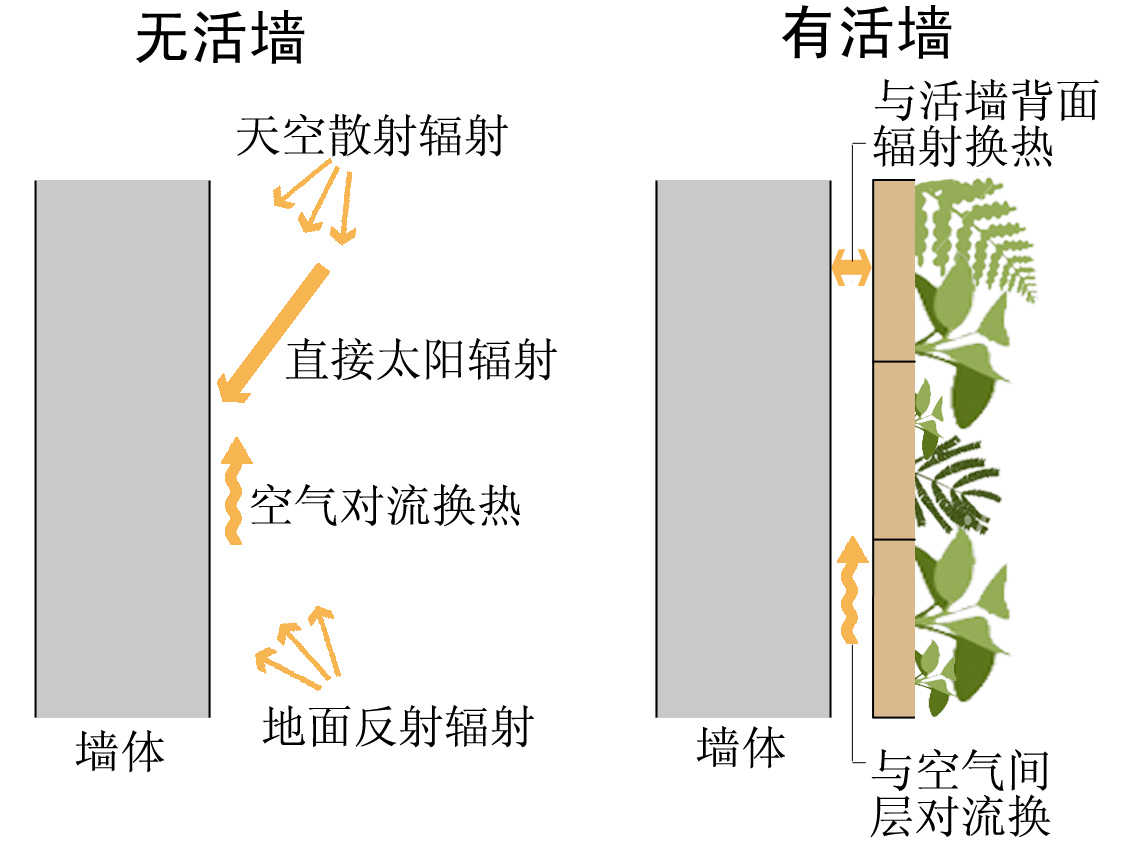 无活墙
天空散射辐射
直接太阳辐射
空气对流换热
地面反射辐射
墙体
有活墙
与活墙背面
辐射换热
墙体
与空气间
层对流换